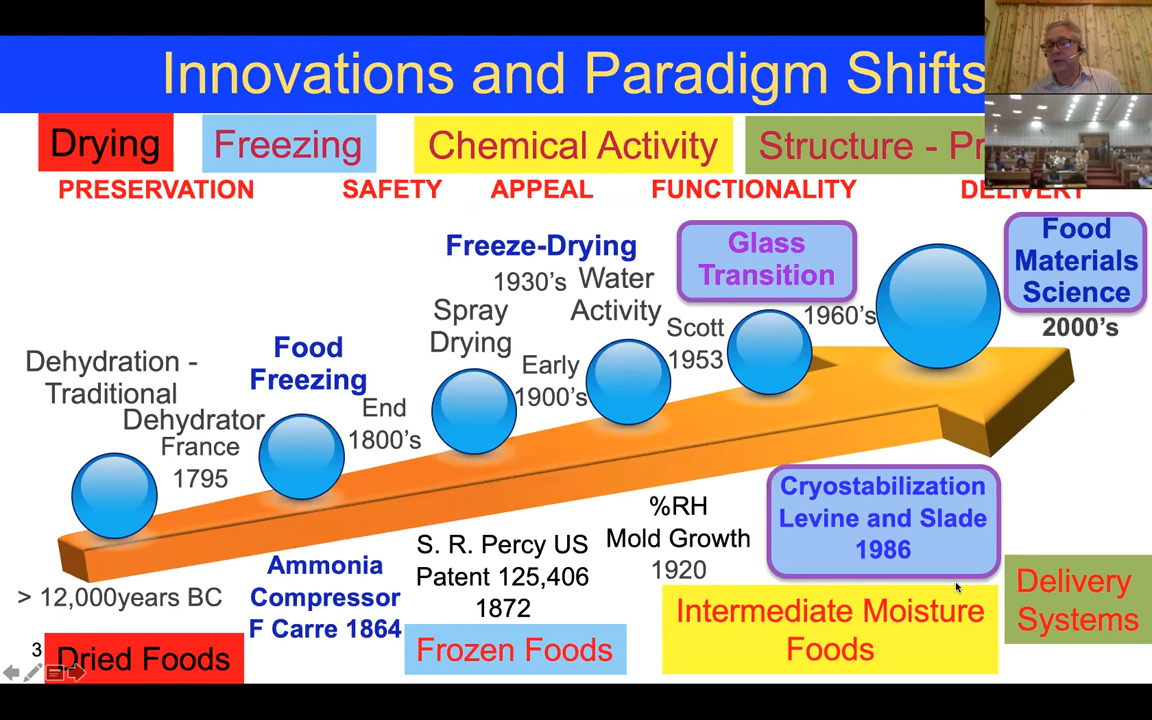 Innovations and Paradigm Shifts
Drying
Freezing
Chemical Activity
Structure - Pr
PRESERVATION
SAFETY
APPEAL
FUNCTIONALITY
DELIVERY
Freeze-Drying
1930's
Water
Activity
Glass
Transition
Food
Materials
Science
2000's
Spray
Drying
Early
1900's
Scott
1953
1960's
Dehydration -
Traditional
Dehydrator
France
1795
Food
Freezing
End
1800's
> 12,000years BC
Ammonia
Compressor
F Carre 1864
S. R. Percy US
Patent 125,406
1872
%RH
Mold Growth
1920
Cryostabilization
Levine and Slade
1986
Delivery
Systems
Intermediate Moisture
Foods
Frozen Foods
3
Dried Foods